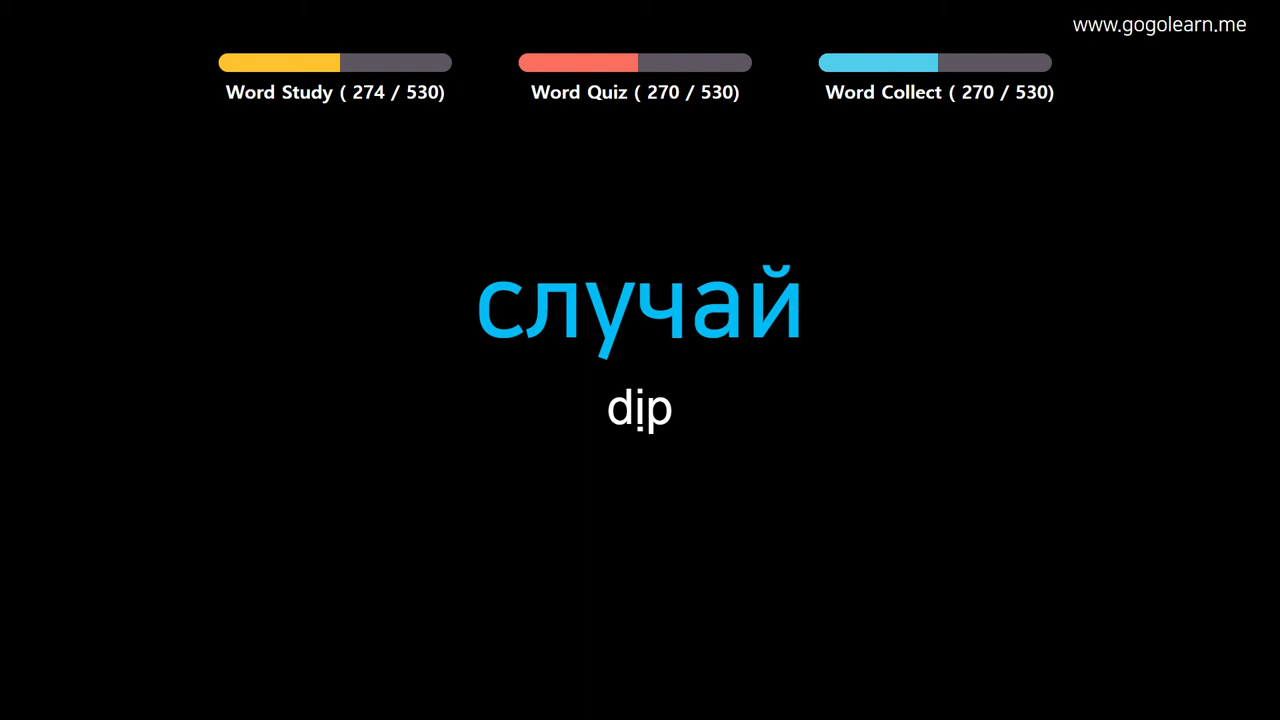 www.gogolearn.me
Word Study ( 274 / 530)
Word Quiz ( 270 / 530)
Word Collect ( 270 / 530)
случай
dịp